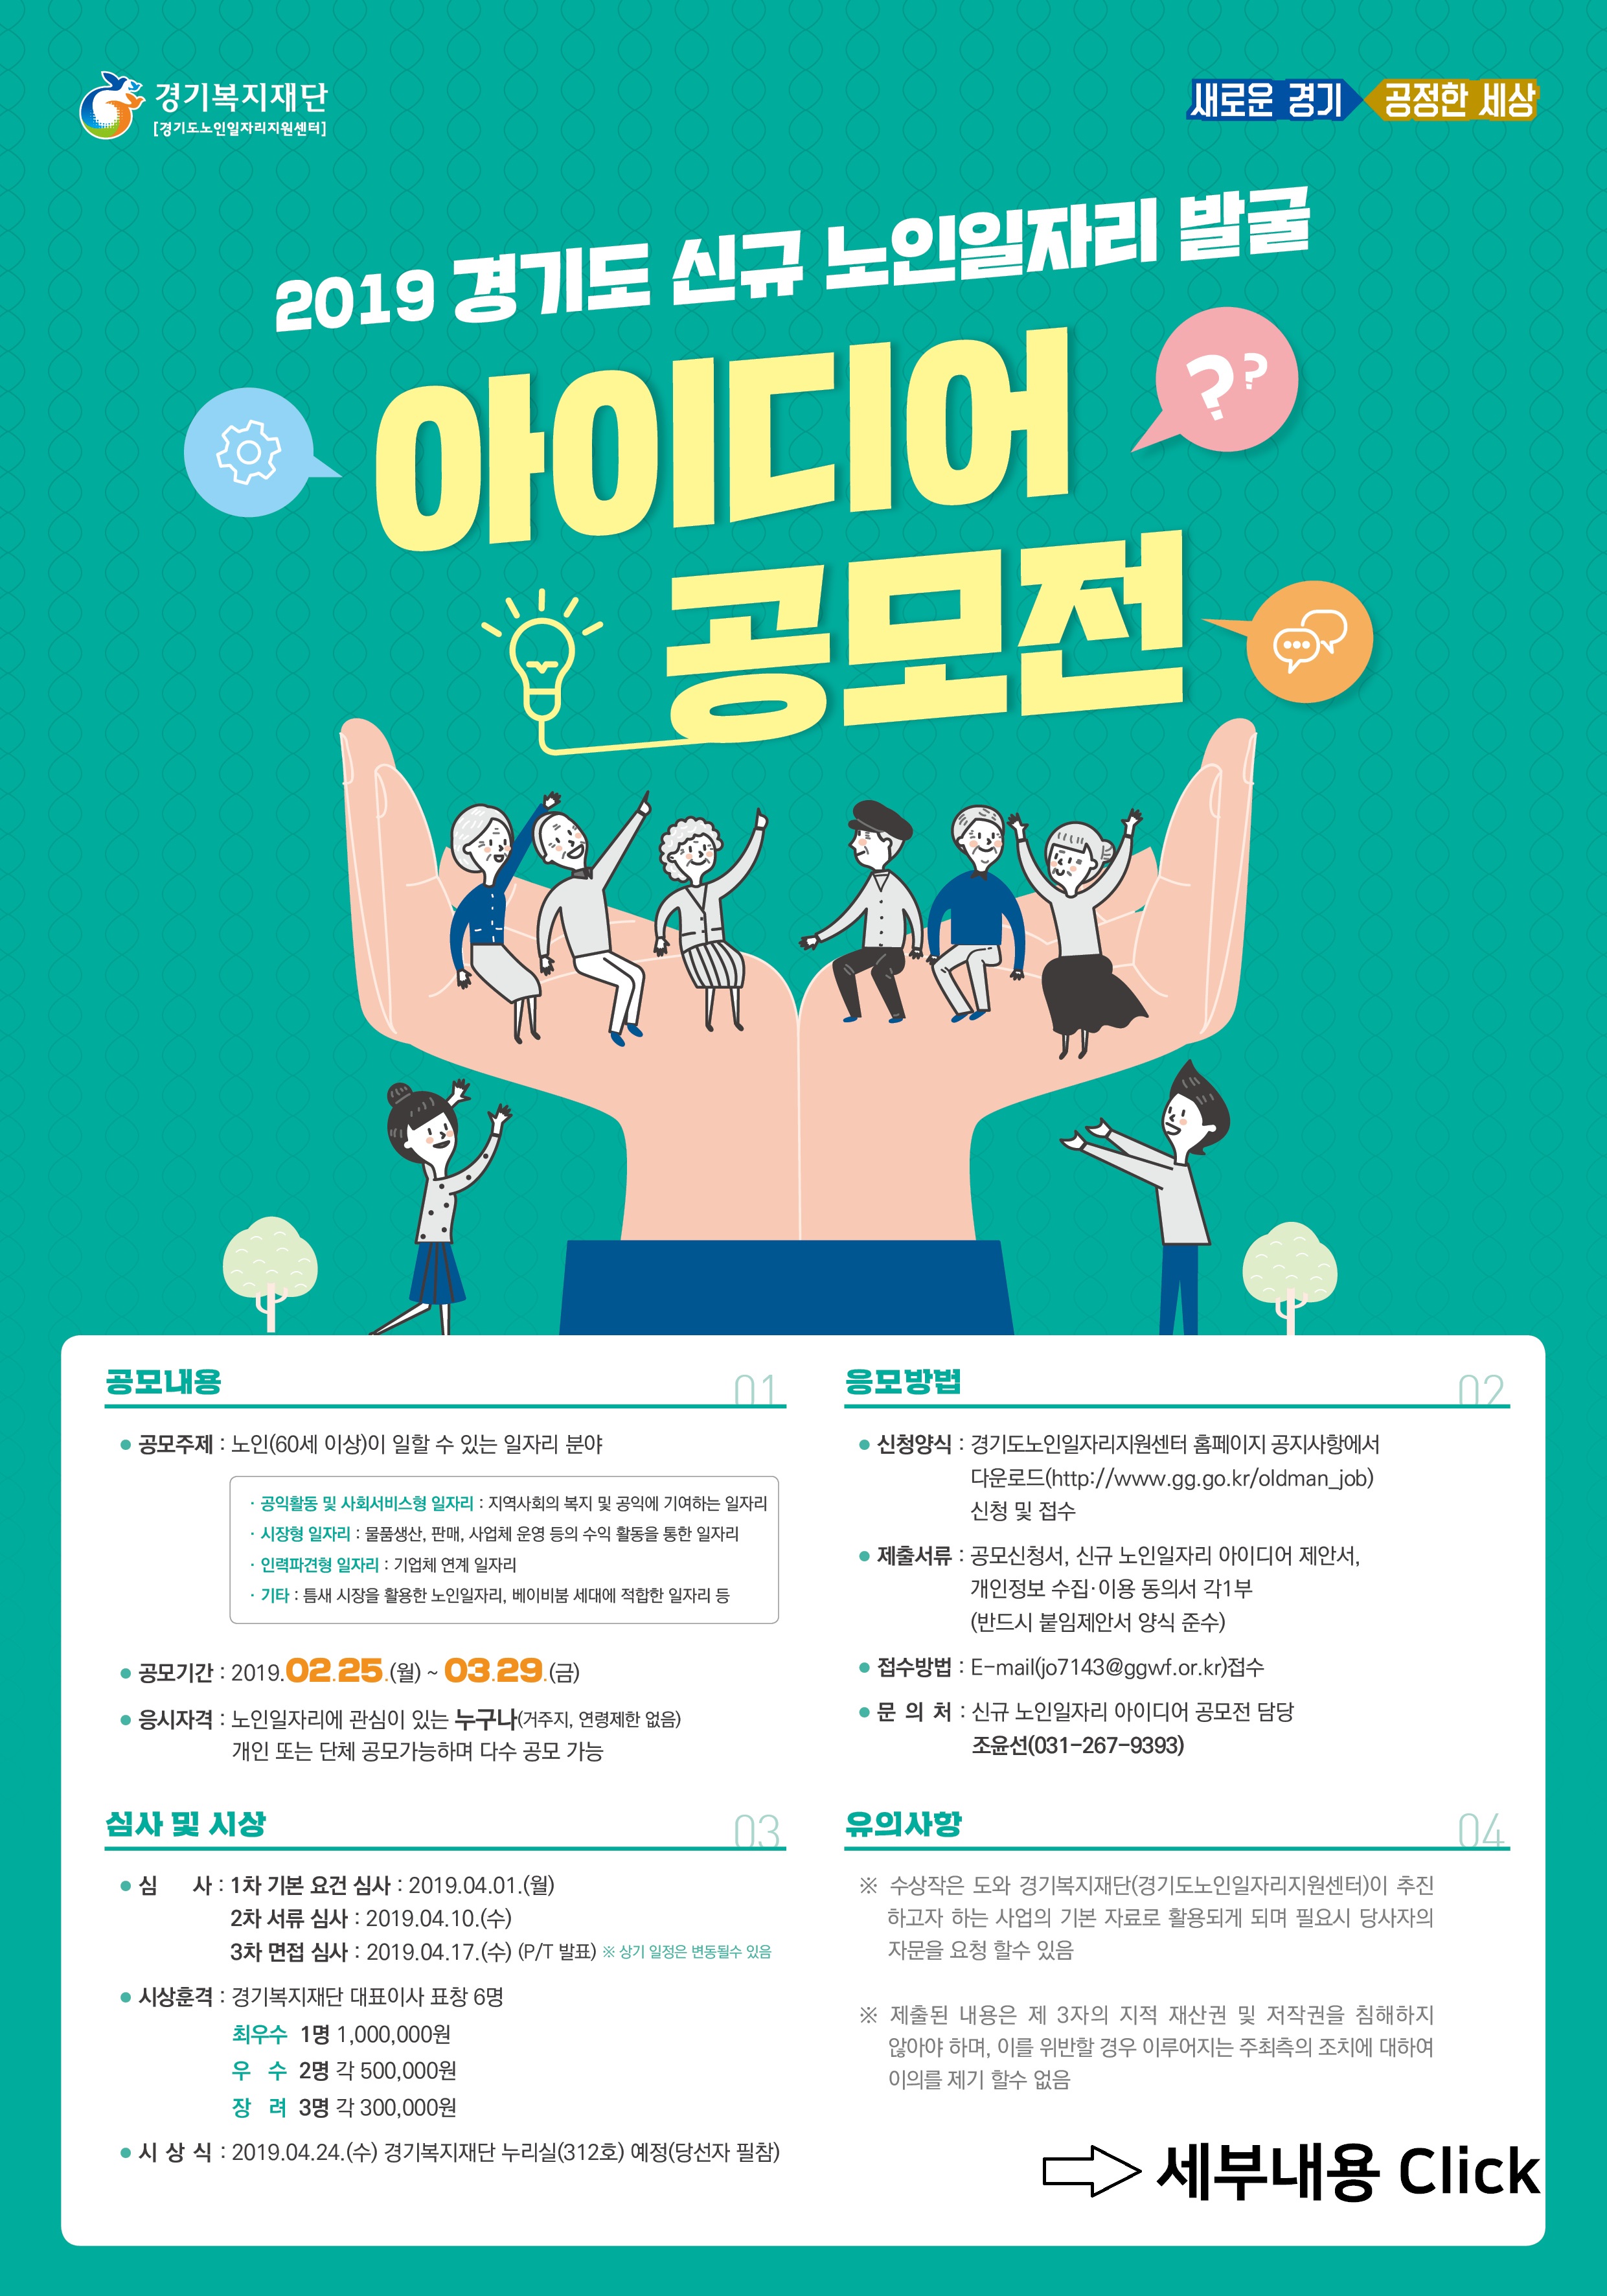 경기복지재단
[경기도노인일자리지원센터]
새로운 경기 공정한 세상
2019 경기도 신규 노인일자리 발굴
아이디어
공모전
? ?
공모내용 01
● 공모주제 : 노인(60세 이상)이 일할 수 있는 일자리 분야
· 공익활동 및 사회서비스형 일자리 : 지역사회의 복지 및 공익에 기여하는 일자리
· 시장형 일자리 : 물품생산, 판매, 사업체 운영 등의 수익 활동을 통한 일자리
· 인력파견형 일자리 : 기업체 연계 일자리
· 기타 : 틈새 시장을 활용한 노인일자리, 베이비붐 세대에 적합한 일자리 등
● 공모기간 : 2019.02.25.(월) ~ 03.29.(금)
● 응시자격 : 노인일자리에 관심이 있는 누구나(거주지, 연령제한 없음)
개인 또는 단체 공모가능하며 다수 공모 가능
응모방법 02
● 신청양식 : 경기도노인일자리지원센터 홈페이지 공지사항에서
다운로드(http://www.gg.go.kr/oldman_job)
신청 및 접수
● 제출서류 : 공모신청서, 신규 노인일자리 아이디어 제안서,
개인정보 수집·이용 동의서 각1부
(반드시 붙임제안서 양식 준수)
● 접수방법 : E-mail(jo7143@ggwf.or.kr)접수
● 문 의 처 : 신규 노인일자리 아이디어 공모전 담당
조윤선(031-267-9393)
심사 및 시상 03
● 심 사 : 1차 기본 요건 심사 : 2019.04.01.(월)
2차 서류 심사 : 2019.04.10.(수)
3차 면접 심사 : 2019.04.17.(수) (P/T 발표) ※ 상기 일정은 변동될수 있음
● 시상훈격 : 경기복지재단 대표이사 표창 6명
최우수 1명 1,000,000원
우 수 2명 각 500,000원
장 려 3명 각 300,000원
● 시 상 식 : 2019.04.24.(수) 경기복지재단 누리실(312호) 예정(당선자 필참)
유의사항 04
※ 수상작은 도와 경기복지재단(경기도노인일자리지원센터)이 추진
하고자 하는 사업의 기본 자료로 활용되게 되며 필요시 당사자의
자문을 요청 할수 있음
※ 제출된 내용은 제 3자의 지적 재산권 및 저작권을 침해하지
않아야 하며, 이를 위반할 경우 이루어지는 주최측의 조치에 대하여
이의를 제기 할수 없음
세부내용 Click